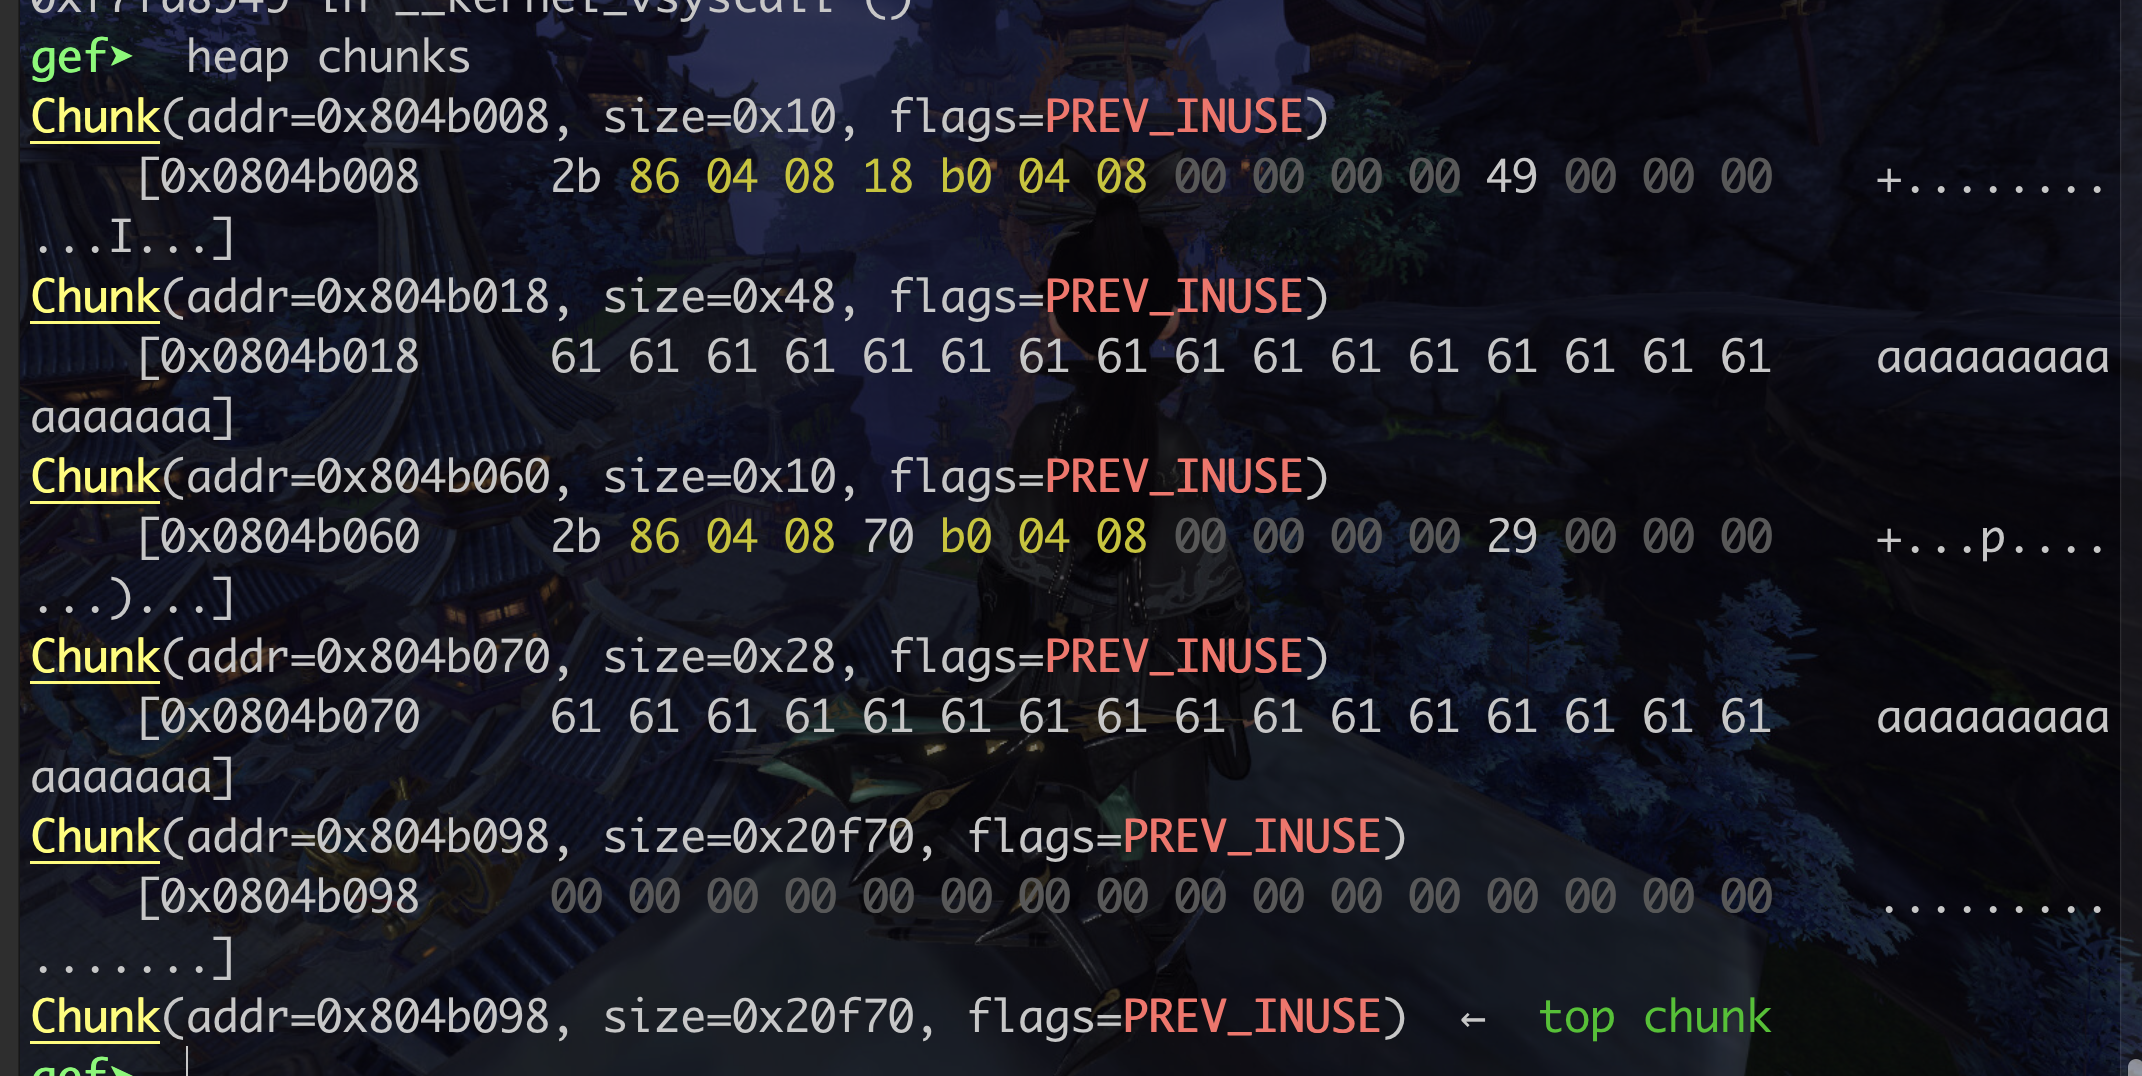 0xf7fd8949 in __kernel_vsyscall ()
gef➤  heap chunks
Chunk(addr=0x804b008, size=0x10, flags=PREV_INUSE)
    [0x0804b008     2b 86 04 08 18 b0 04 08 00 00 00 00 49 00 00 00    +........
...I...]
Chunk(addr=0x804b018, size=0x48, flags=PREV_INUSE)
    [0x0804b018     61 61 61 61 61 61 61 61 61 61 61 61 61 61 61 61    aaaaaaaaa
aaaaaaa]
Chunk(addr=0x804b060, size=0x10, flags=PREV_INUSE)
    [0x0804b060     2b 86 04 08 70 b0 04 08 00 00 00 00 29 00 00 00    +...p....
...)...]
Chunk(addr=0x804b070, size=0x28, flags=PREV_INUSE)
    [0x0804b070     61 61 61 61 61 61 61 61 61 61 61 61 61 61 61 61    aaaaaaaaa
aaaaaaa]
Chunk(addr=0x804b098, size=0x20f70, flags=PREV_INUSE)
    [0x0804b098     00 00 00 00 00 00 00 00 00 00 00 00 00 00 00 00    .........
.......]
Chunk(addr=0x804b098, size=0x20f70, flags=PREV_INUSE)  ←  top chunk
gef➤